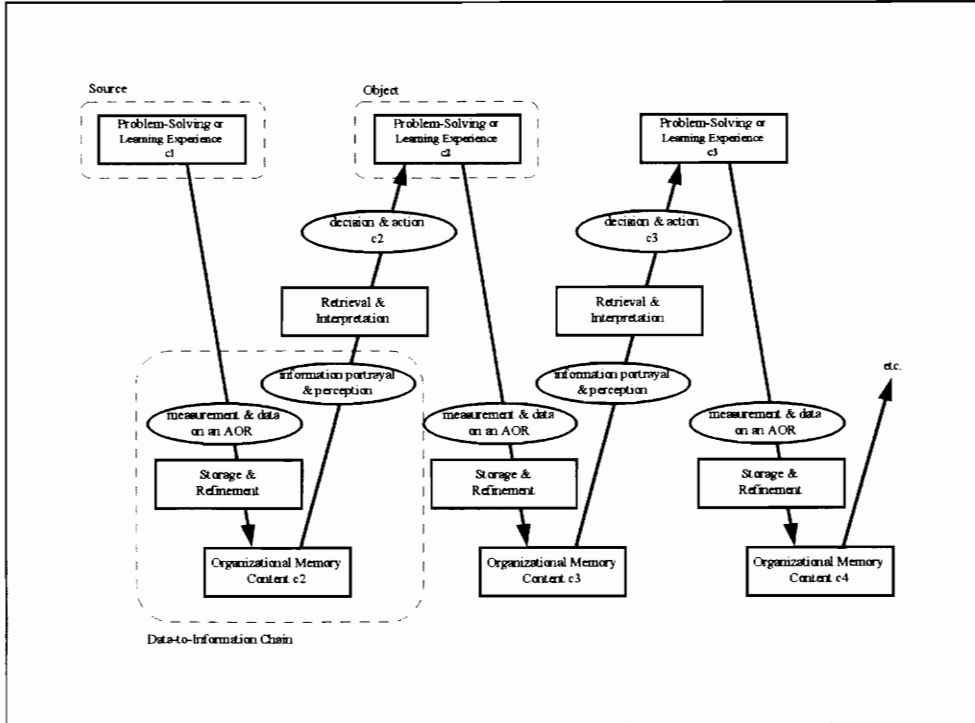 Source
Problem-Solving or
Learning Experience
c1
Object
Problem-Solving or
Learning Experience
c2
Problem-Solving or
Learning Experience
c3
decision & action
c2
decision & action
c3
Retrieval &
Interpretation
Retrieval &
Interpretation
information portrayal
& perception
information portrayal
& perception
etc.
measurement & data
on an AOR
measurement & data
on an AOR
measurement & data
on an AOR
Storage &
Refinement
Storage &
Refinement
Storage &
Refinement
Organizational Memory
Content c2
Organizational Memory
Content c3
Organizational Memory
Content c4
Data-to-Information Chain